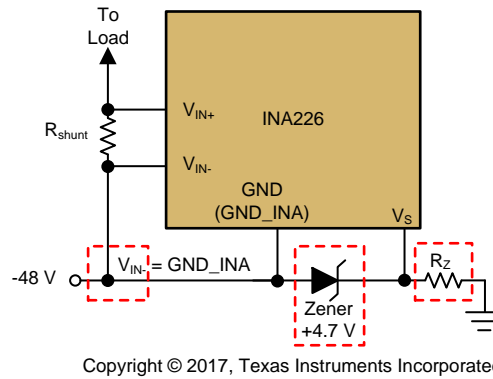 To
Load
Rshunt
VIN+
VIN-
INA226
GND
(GND_INA)
VS
-48 V
VIN- = GND_INA
Zener
+4.7 V
RZ
Copyright © 2017, Texas Instruments Incorporated